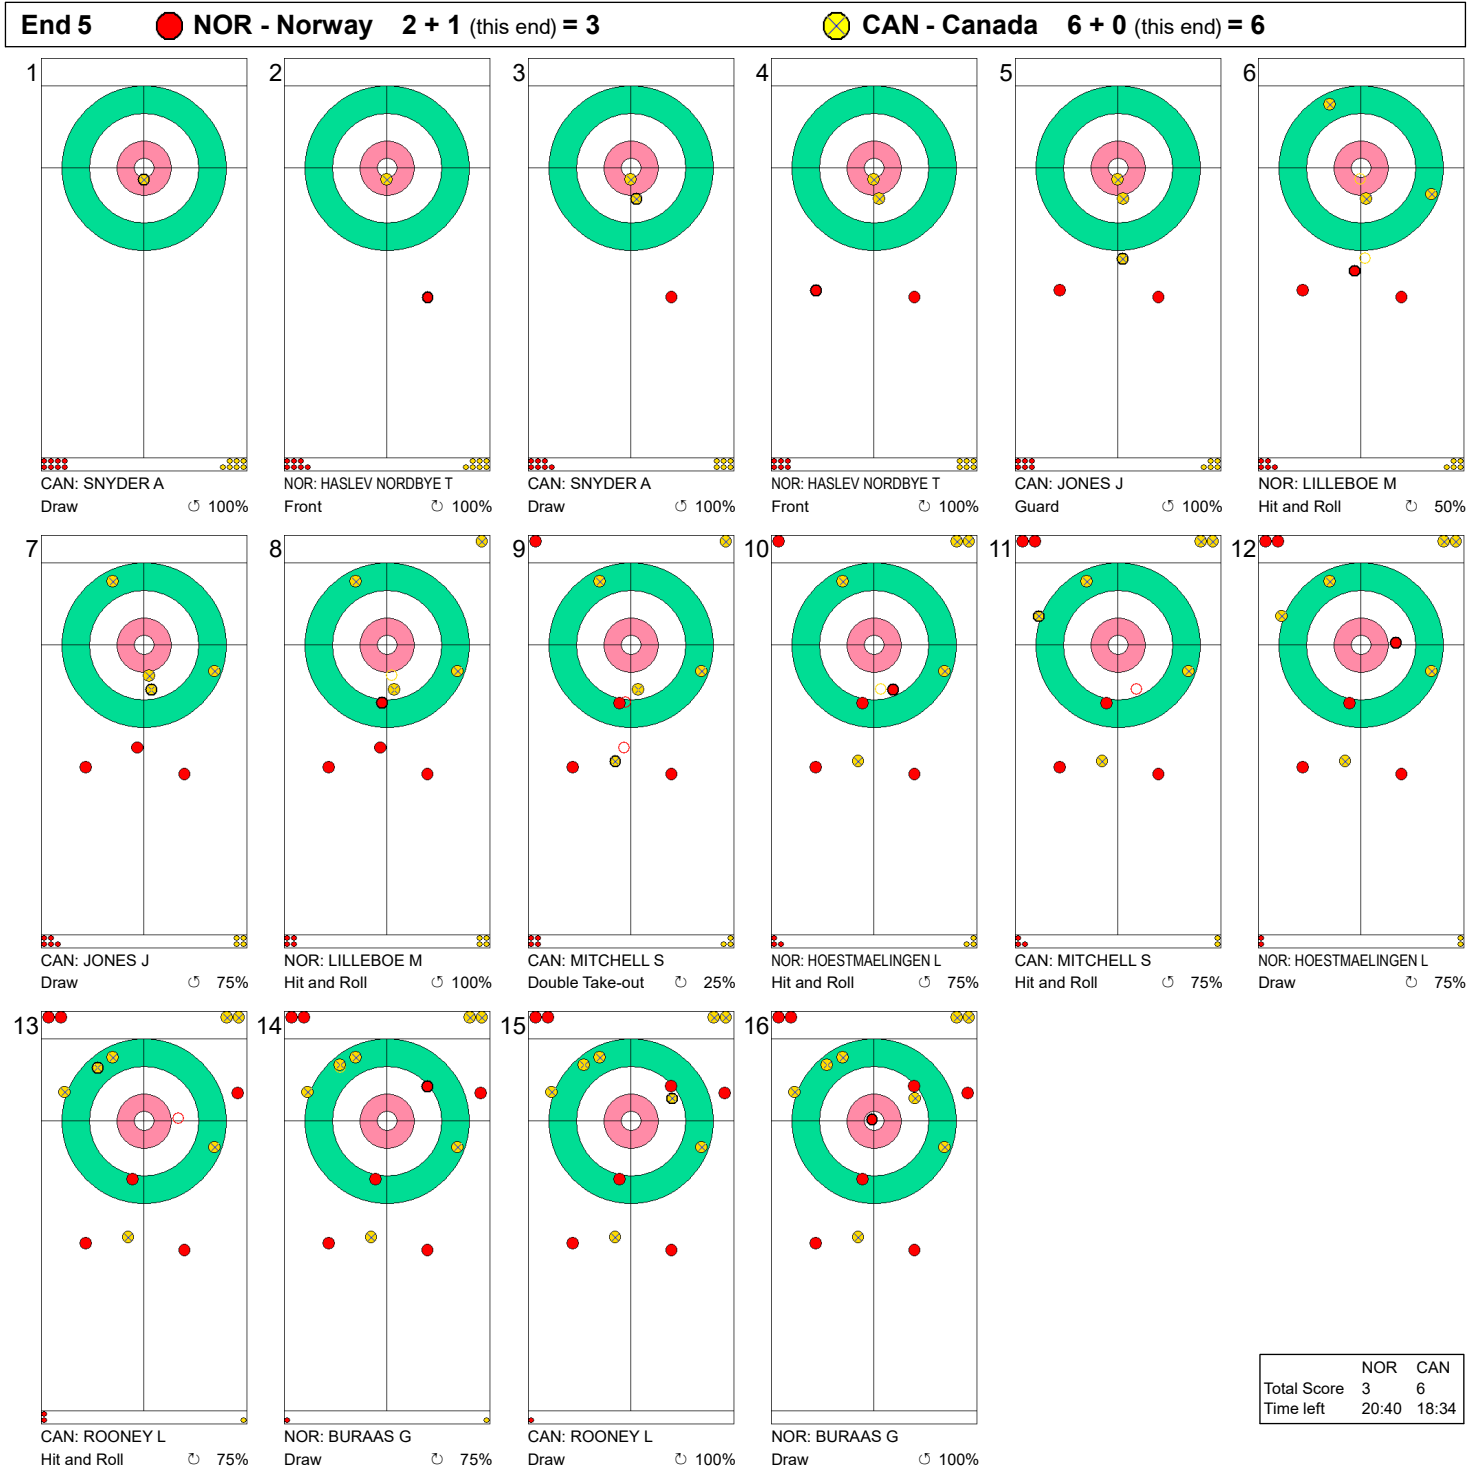 End 5 NOR - Norway 2 + 1 (this end) = 3 CAN - Canada 6 + 0 (this end) = 6
1 2 3 4 5 6
CAN: SNYDER A NOR: HASLEV NORDBYE T CAN: SNYDER A NOR: HASLEV NORDBYE T CAN: JONES J NOR: LILLEBOE M
Draw ↺ 100% Front ↻ 100% Draw ↺ 100% Front ↻ 100% Guard ↺ 100% Hit and Roll ↻ 50%
7 8 9 10 11 12
CAN: JONES J NOR: LILLEBOE M CAN: MITCHELL S NOR: HOESTMAELINGEN L CAN: MITCHELL S NOR: HOESTMAELINGEN L
Draw ↺ 75% Hit and Roll ↺ 100% Double Take-out ↻ 25% Hit and Roll ↺ 75% Hit and Roll ↺ 75% Draw ↻ 75%
13 14 15 16
CAN: ROONEY L NOR: BURAAS G CAN: ROONEY L NOR: BURAAS G
Hit and Roll ↻ 75% Draw ↻ 75% Draw ↻ 100% Draw ↻ 100%
NOR CAN
Total Score 3 6
Time left 20:40 18:34